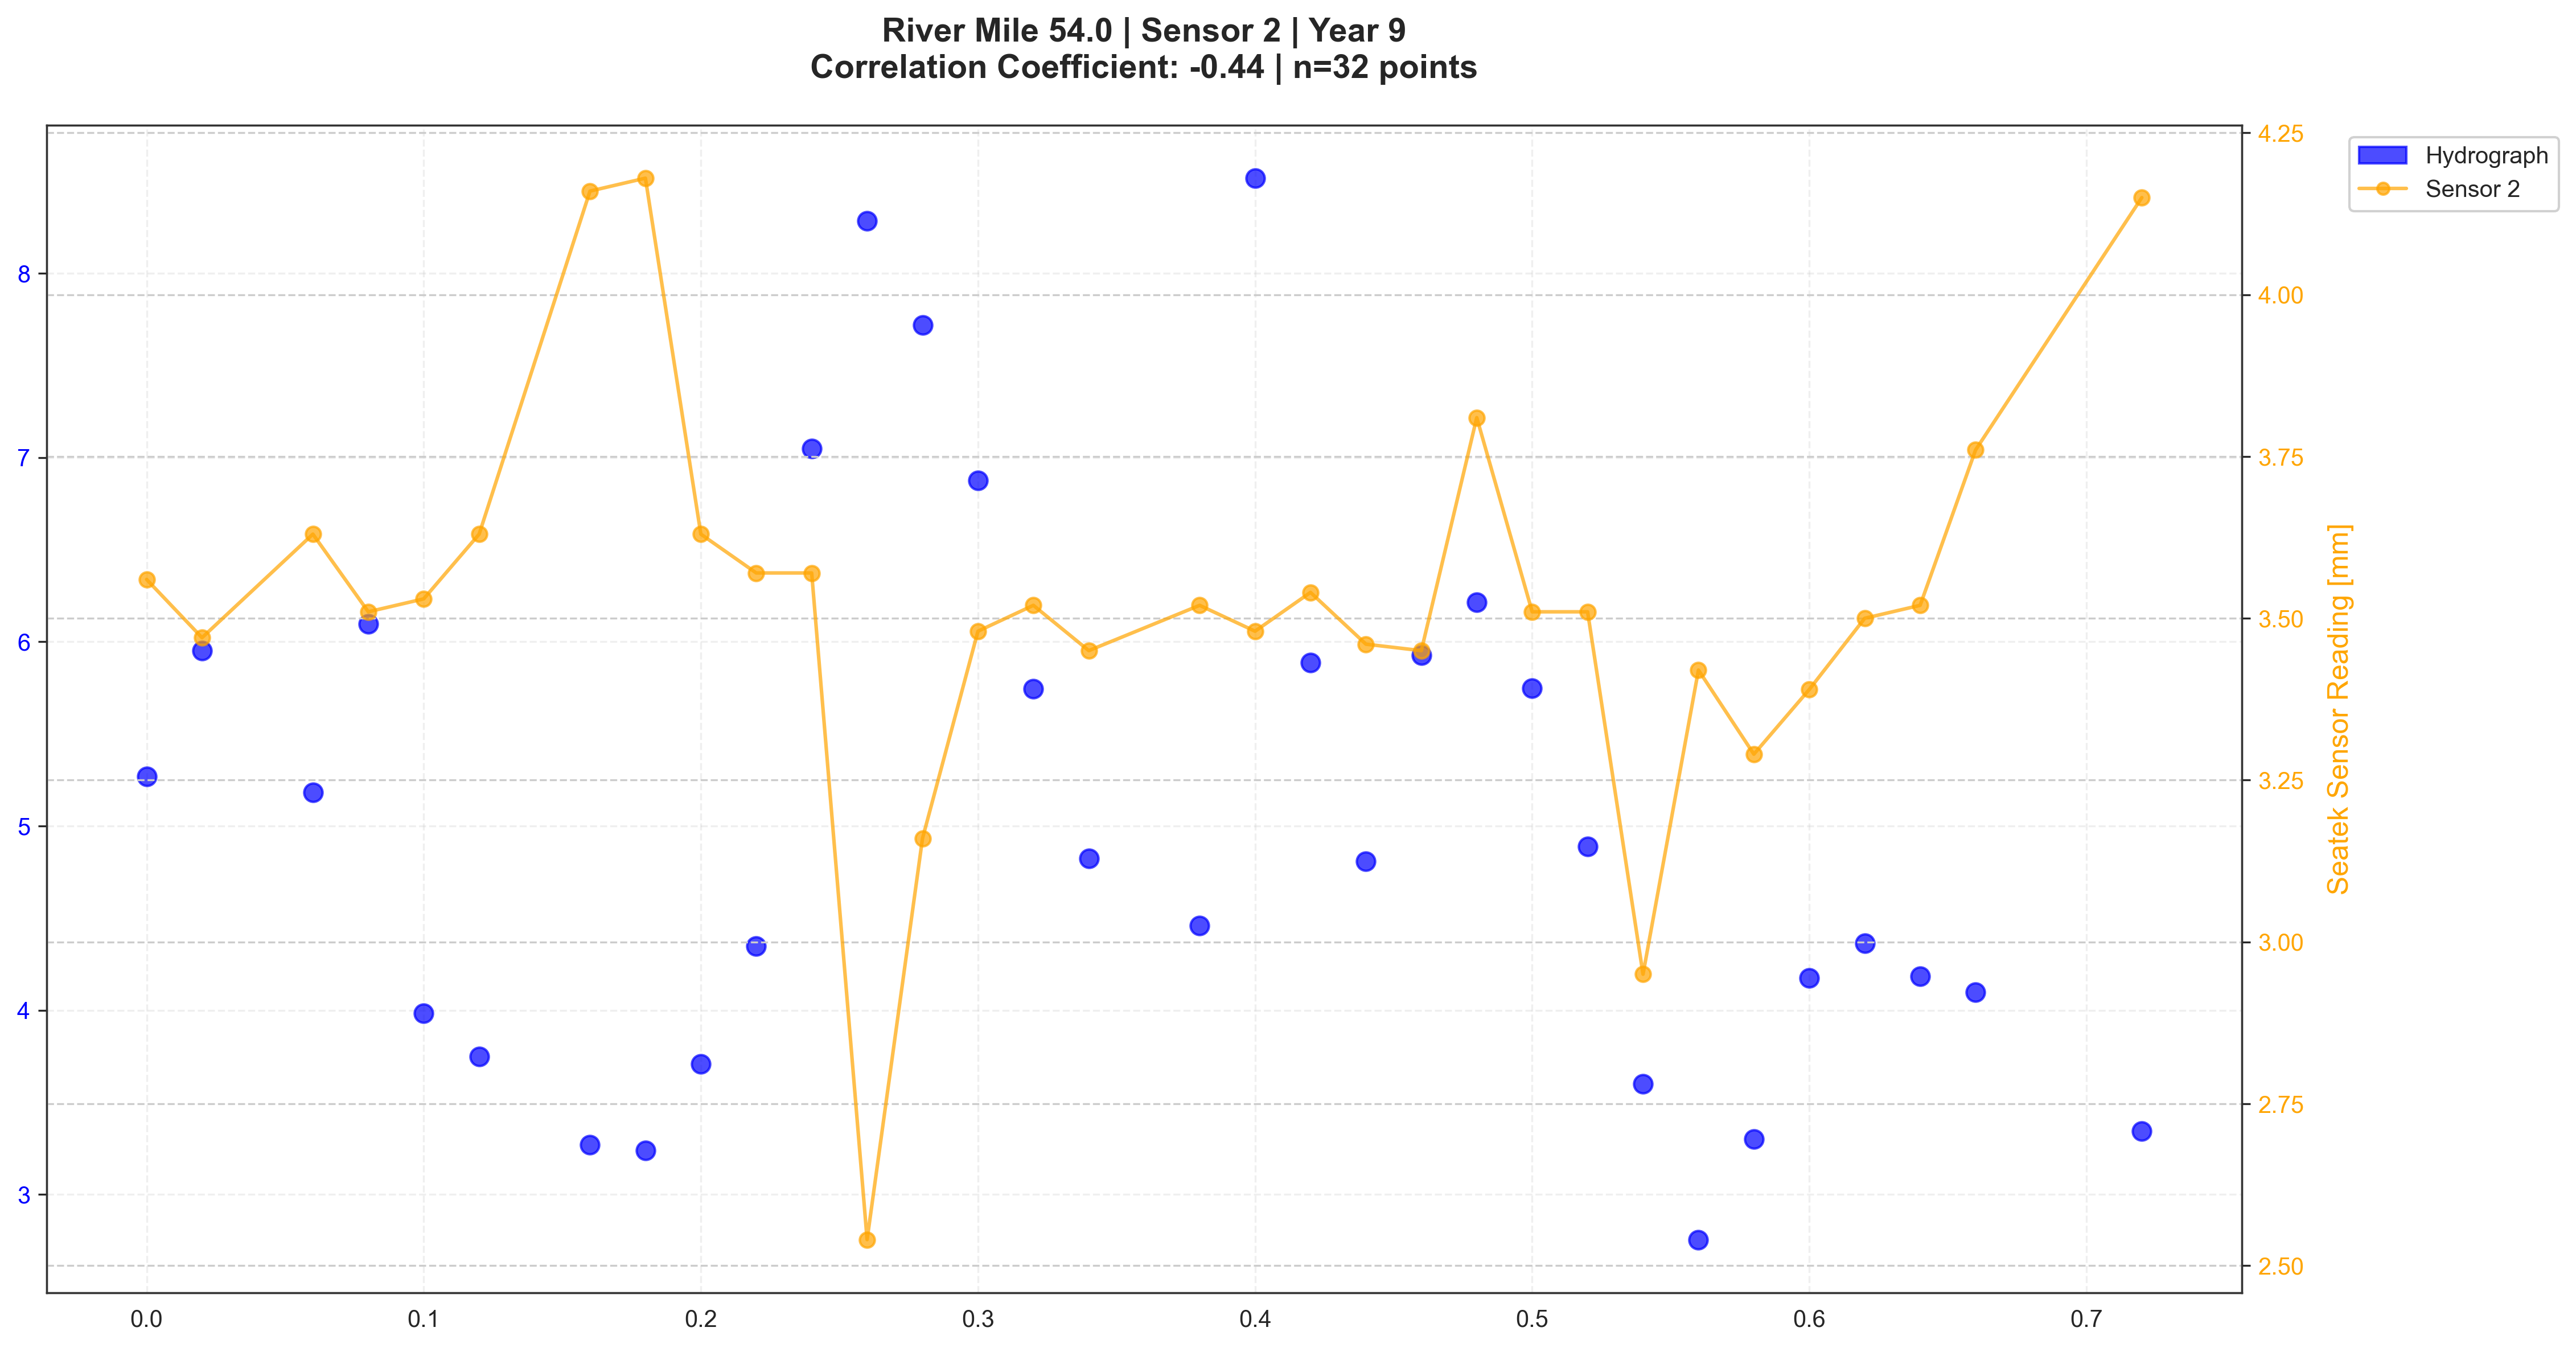 River Mile 54.0 | Sensor 2 | Year 9
Correlation Coefficient: -0.44 | n=32 points
Hydrograph
Sensor 2
8
7
6
5
4
3
4.25
4.00
3.75
3.50
3.25
3.00
2.75
2.50
Seatek Sensor Reading [mm]
0.0 0.1 0.2 0.3 0.4 0.5 0.6 0.7